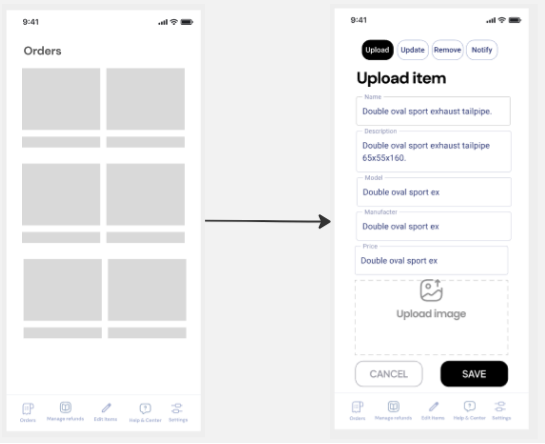 9:41
Orders
Orders
Manage refunds
Edit Items
Help & Center
Settings
9:41
Upload
Update
Remove
Notify
Upload item
Name
Double oval sport exhaust tailpipe.
Description
Double oval sport exhaust tailpipe
65x55x160.
Model
Double oval sport ex
Manufacter
Double oval sport ex
Price
Double oval sport ex
Upload image
CANCEL
SAVE
Orders
Manage refunds
Edit Items
Help & Center
Settings